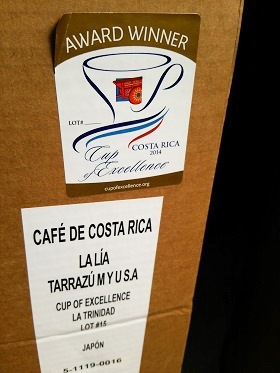 AWARD WINNER
LOT#
COSTA RICA
2014
Cup
of Excellence
cupofexcellence.org
CAFÉ DE COSTA RICA
LA LÍA
TARRAZÚ M Y U S.A
CUP OF EXCELLENCE
LA TRINIDAD
LOT #15
JAPÓN
5-1119-0016